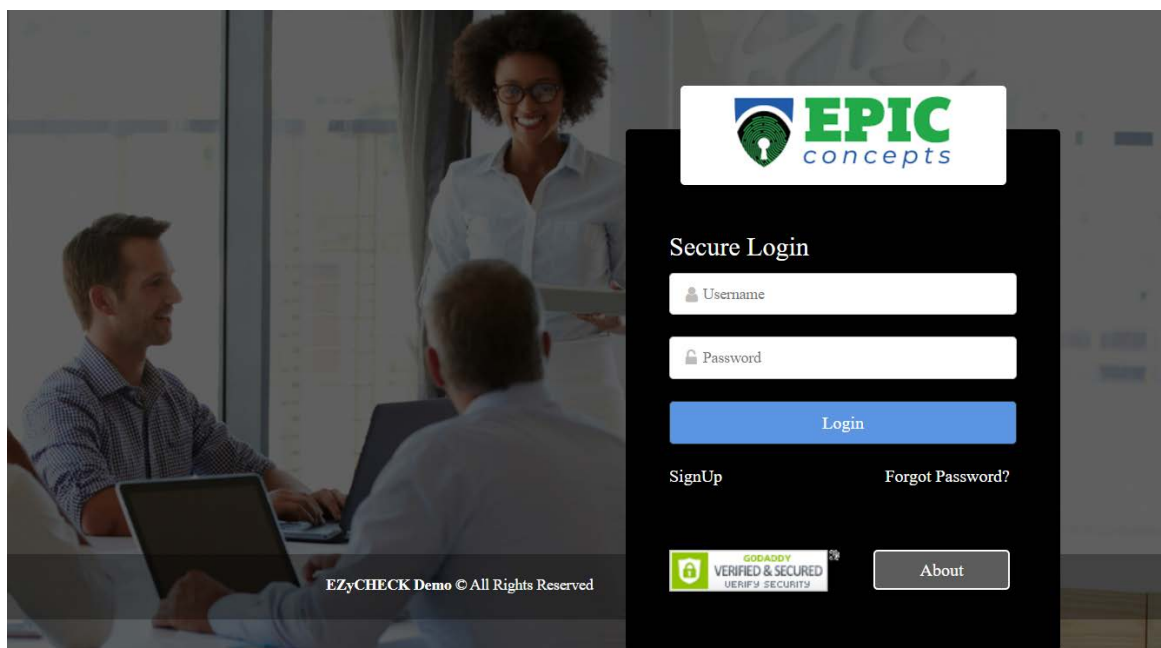 EPIC
concepts
Secure Login
Username
Password
Login
SignUp
Forgot Password?
GODADDY
VERIFIED & SECURED
VERIFY SECURITY
About
EZyCHECK Demo © All Rights Reserved